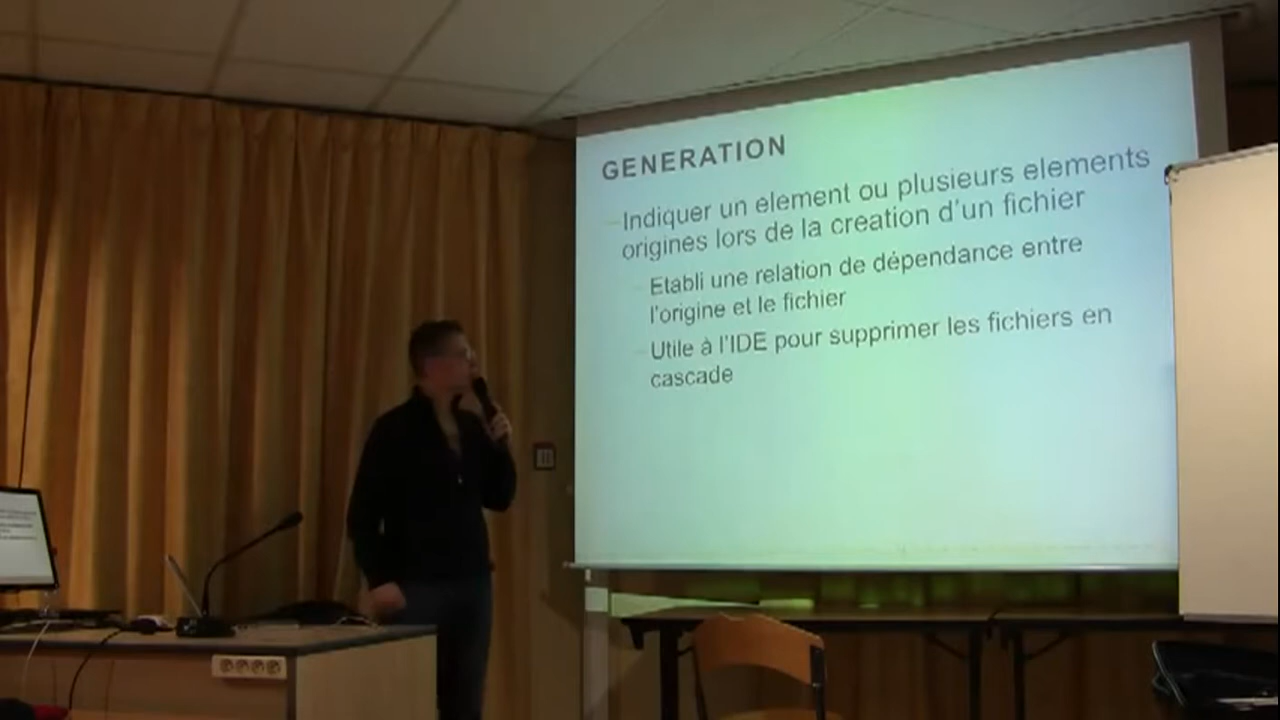 GENERATION
Indiquer un element ou plusieurs elements
origines lors de la creation d'un fichier
Etabli une relation de dépendance entre
l'origine et le fichier
Utile à l'IDE pour supprimer les fichiers en
cascade